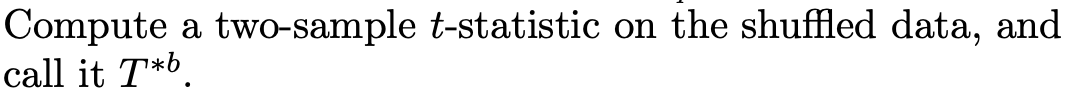 Compute a two-sample t-statistic on the shuffled data, and
call it T*b.